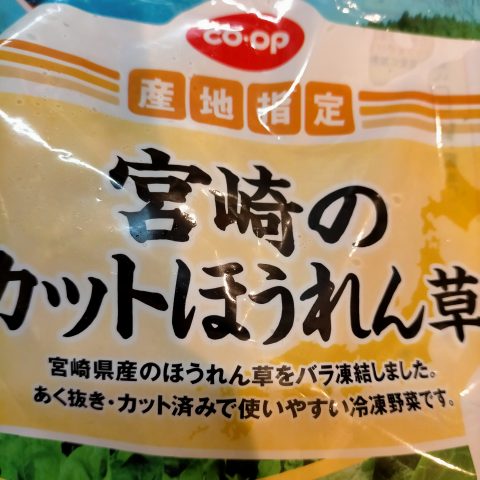 CO·OP
産地指定
宮崎の
カットほうれん草
宮崎県産のほうれん草をバラ凍結しました。
あく抜き・カット済みで使いやすい冷凍野菜です。